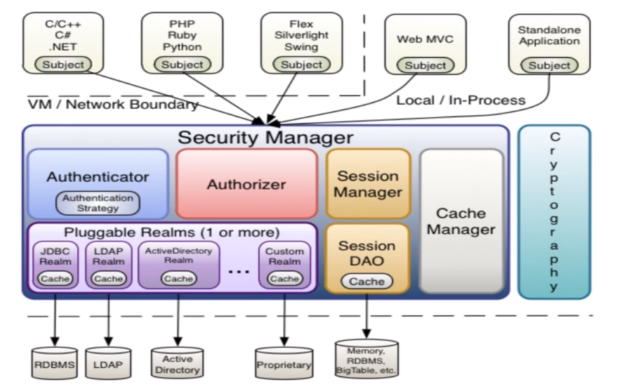 C/C++
C#
.NET
Subject
PHP
Ruby
Python
Subject
Flex
Silverlight
Swing
Subject
Web MVC
Subject
Standalone
Application
Subject
VM / Network Boundary
Local / In-Process
Security Manager
Authenticator
Authentication
Strategy
Authorizer
Session
Manager
Cache
Manager
Cryptography
Pluggable Realms (1 or more)
JDBC
Realm
Cache
LDAP
Realm
Cache
ActiveDirectory
Realm
Cache
...
Custom
Realm
Cache
Session
DAO
Cache
RDBMS
LDAP
Active
Directory
Proprietary
Memory,
RDBMS,
BigTable, etc.